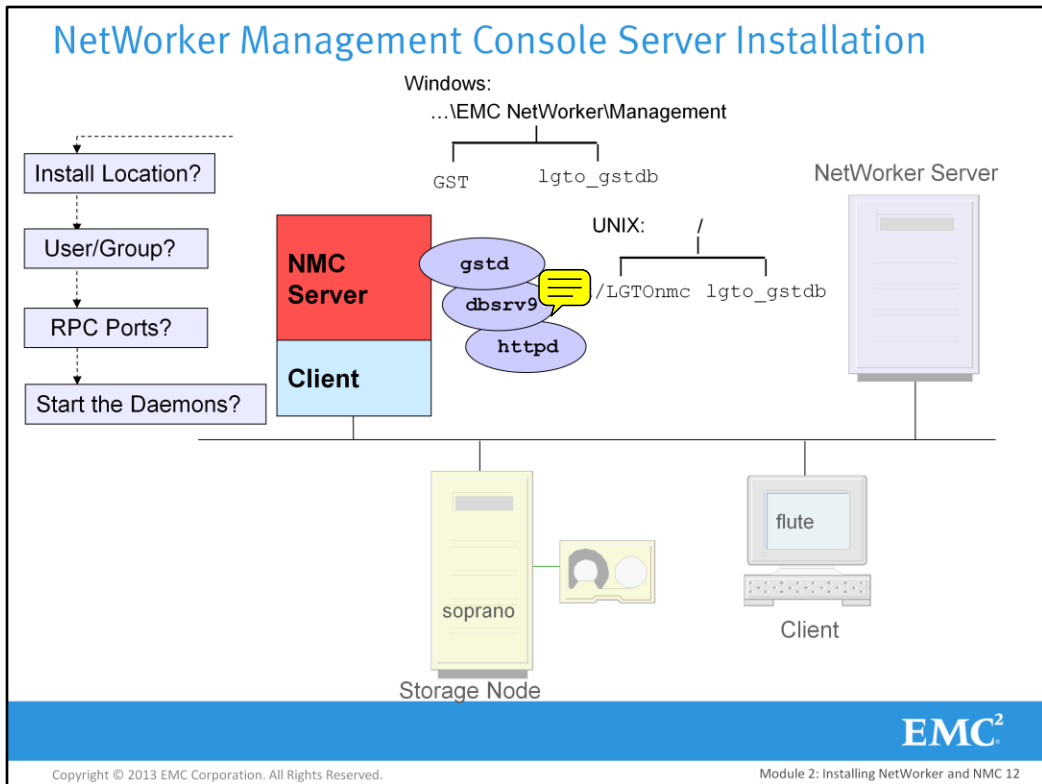 NetWorker Management Console Server Installation
Windows:
...\EMC NetWorker\Management
GST
lgto_gstdb
Install Location?
User/Group?
RPC Ports?
Start the Daemons?
NMC
Server
Client
gstd
dbsrv9
httpd
UNIX:
/
/LGTOnmc
lgto_gstdb
NetWorker Server
soprano
Storage Node
flute
Client
EMC²
Copyright © 2013 EMC Corporation. All Rights Reserved.
Module 2: Installing NetWorker and NMC 12